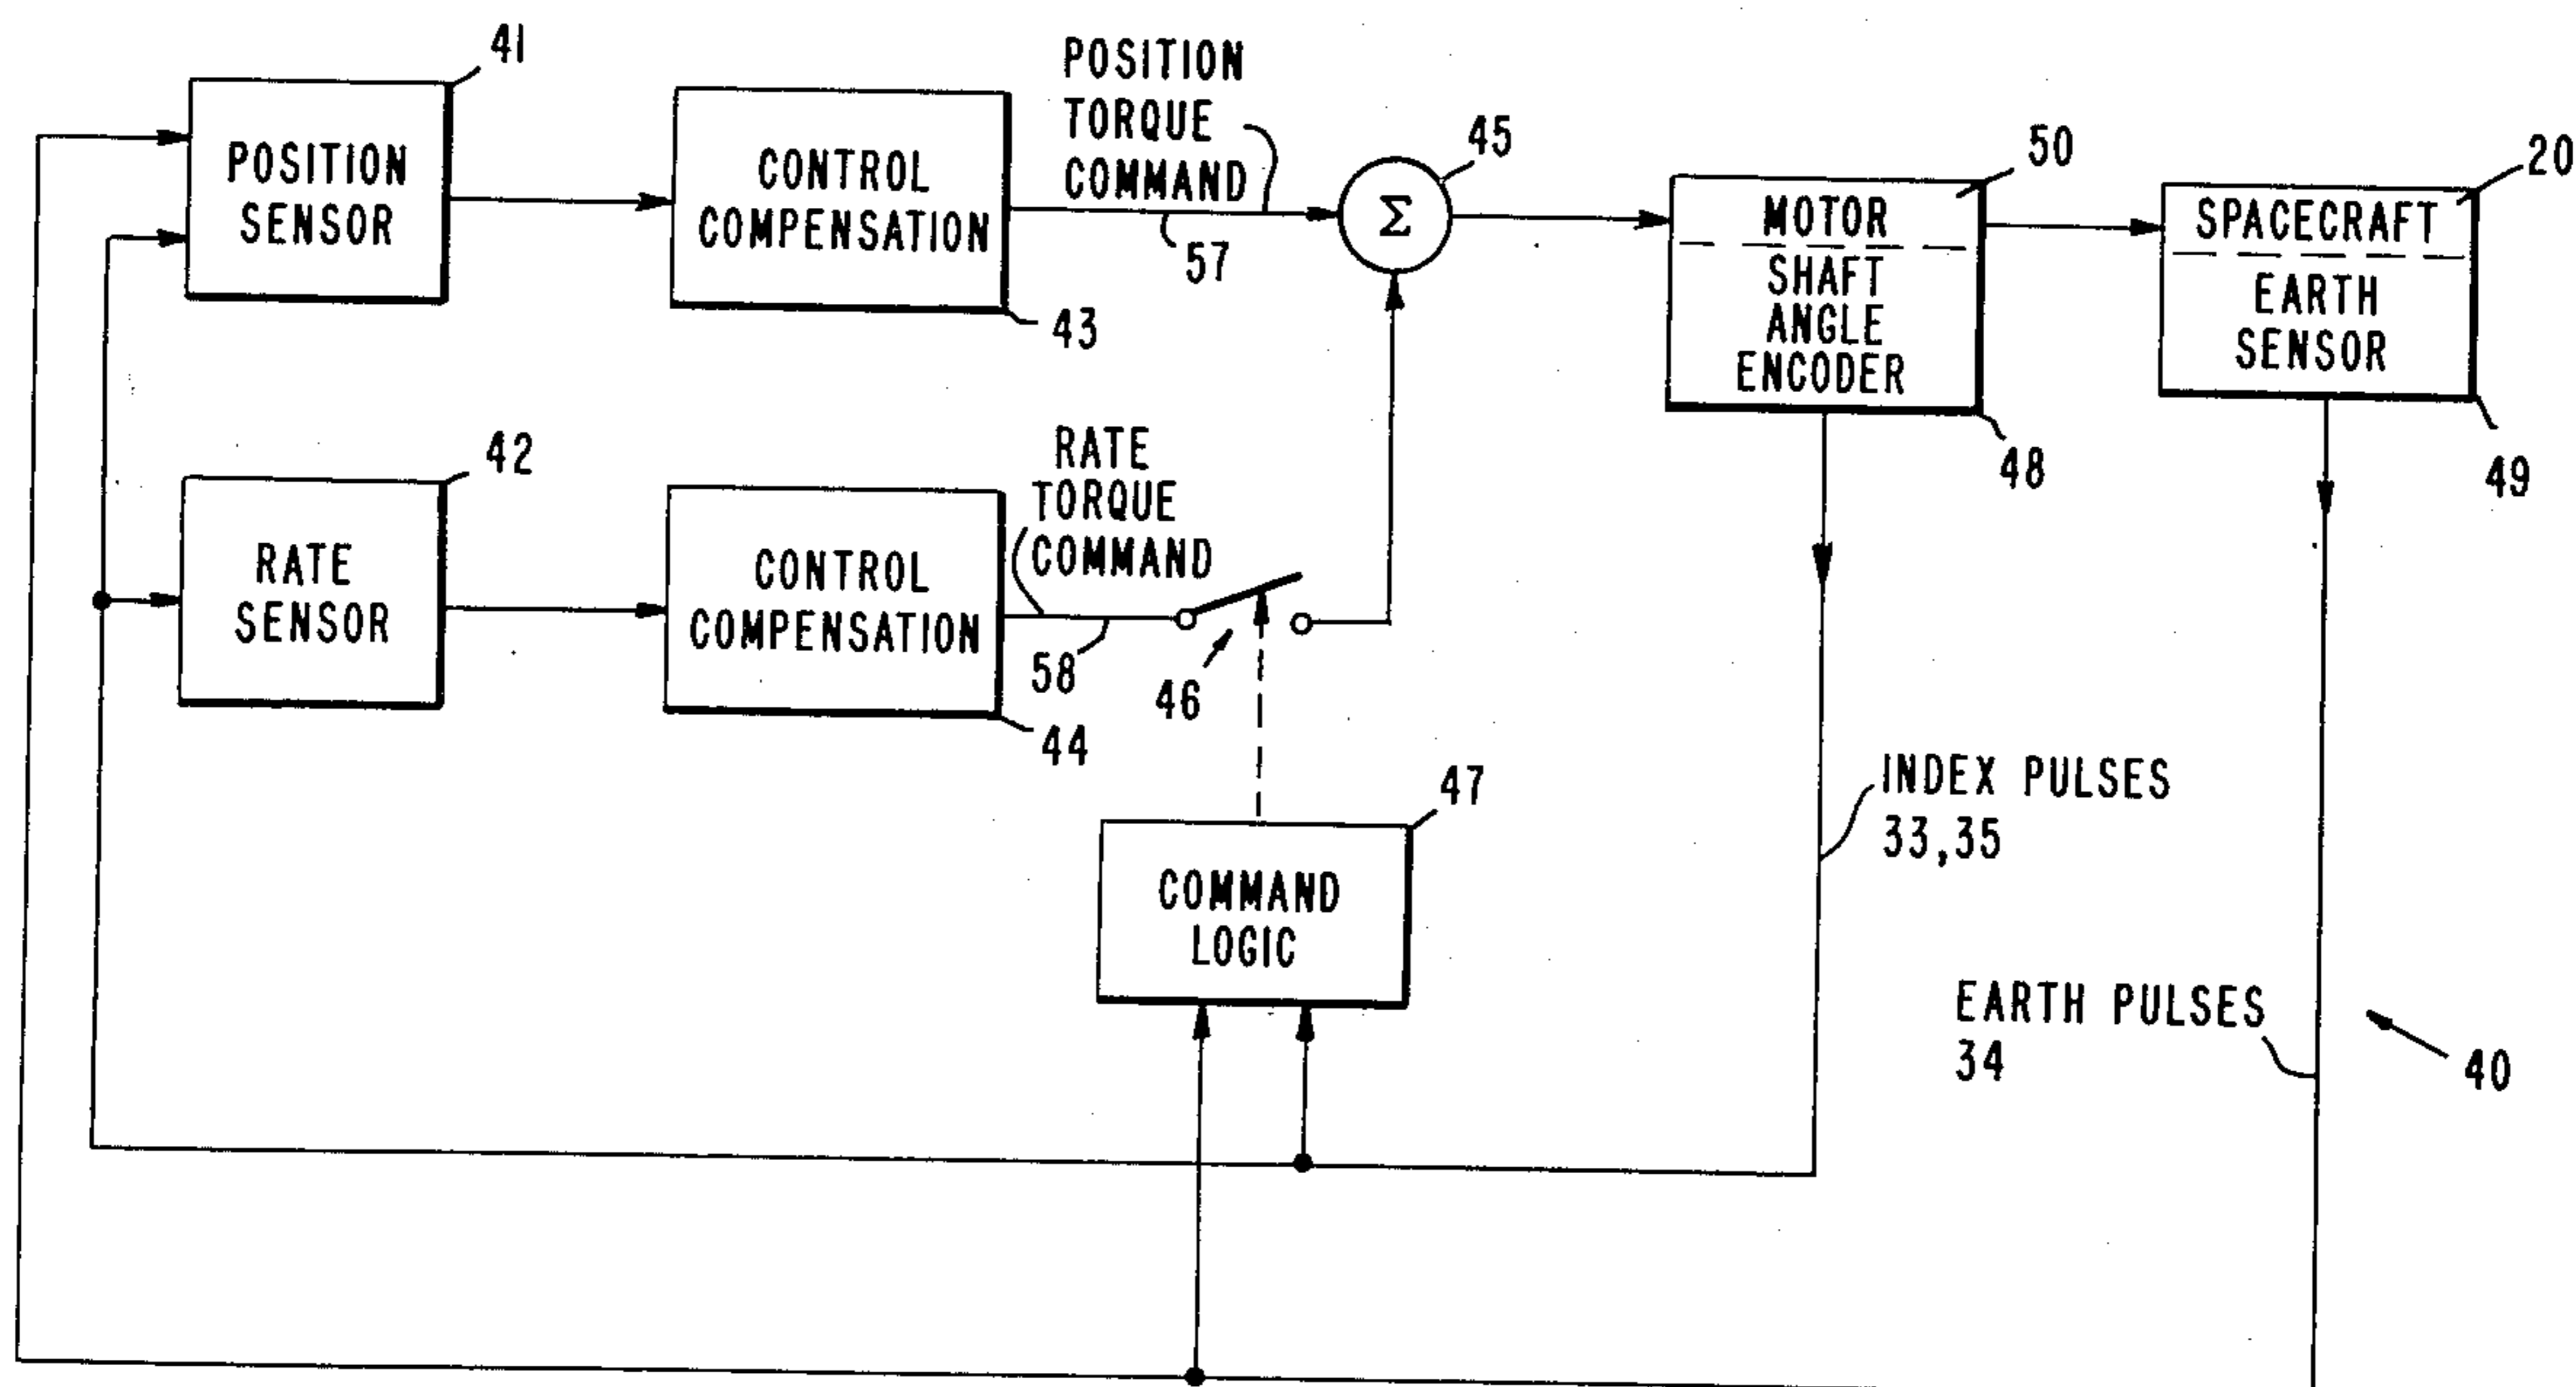 41
POSITION
SENSOR
CONTROL
COMPENSATION
43
POSITION
TORQUE
COMMAND
57
45
Σ
50
MOTOR
SHAFT
ANGLE
ENCODER
48
20
SPACECRAFT
EARTH
SENSOR
49
42
RATE
SENSOR
CONTROL
COMPENSATION
44
RATE
TORQUE
COMMAND
58
46
47
COMMAND
LOGIC
INDEX PULSES
33,35
EARTH PULSES
34
40